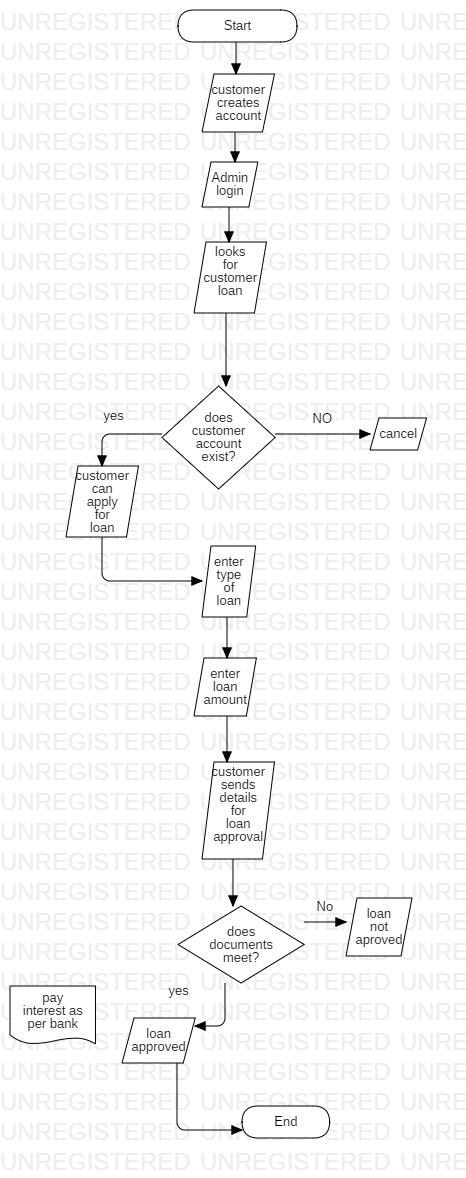 Start
customer
creates
account
Admin
login
looks
for
customer
loan
does
customer
account
exist?
yes
NO
cancel
customer
can
apply
for
loan
enter
type
of
loan
enter
loan
amount
customer
sends
details
for
loan
approval
does
documents
meet?
No
loan
not
aproved
yes
pay
interest as
per bank
loan
approved
End
UNREGISTERED